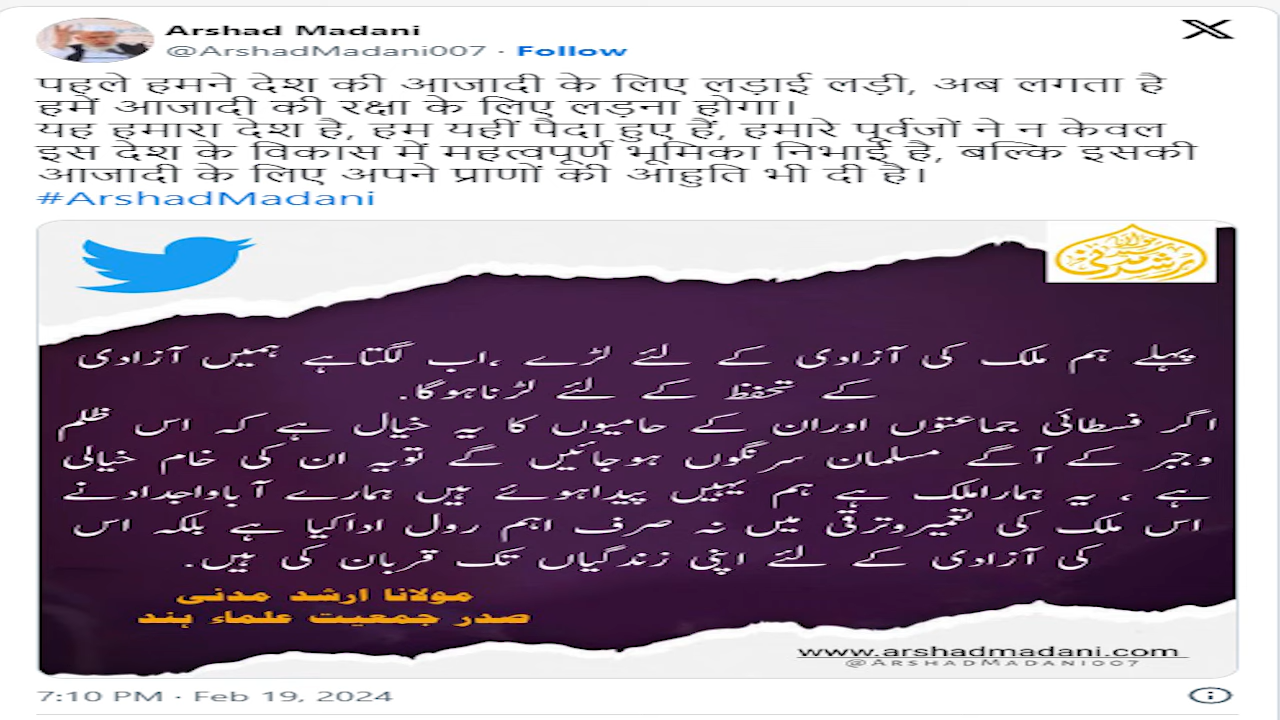 Arshad Madani
@ArshadMadani007 · Follow
पहले हमने देश की आजादी के लिए लड़ाई लड़ी, अब लगता है
हमें आजादी की रक्षा के लिए लड़ना होगा।
यह हमारा देश है, हम यहीं पैदा हुए हैं, हमारे पूर्वजों ने न केवल
इस देश के विकास में महत्वपूर्ण भूमिका निभाई है, बल्कि इसकी
आजादी के लिए अपने प्राणों की आहुति भी दी है।
#ArshadMadani
پہلے ہم ملک کی آزادی کے لئے لڑے ،اب لگتاہے ہمیں آزادی
کے تحفظ کے لئے لڑناہوگا۔
اگر فسطائی جماعتوں اوران کے حامیوں کا یہ خیال ہے کہ اس ظلم
وجبر کے آگے مسلمان سرنگوں ہوجائیں گے تویہ ان کی خام خیالی
ہے ، یہ ہماراملک ہے ہم یہیں پیداہوئے ہیں ہمارے آباواجدادنے
اس ملک کی تعمیروترقی میں نہ صرف اہم رول اداکیا ہے بلکہ اس
کی آزادی کے لئے اپنی زندگیاں تک قربان کی ہیں۔
مولانا ارشد مدنی
صدر جمعیت علماء ہند
www.arshadmadani.com
@ARSHADMADANI007
7:10 PM · Feb 19, 2024